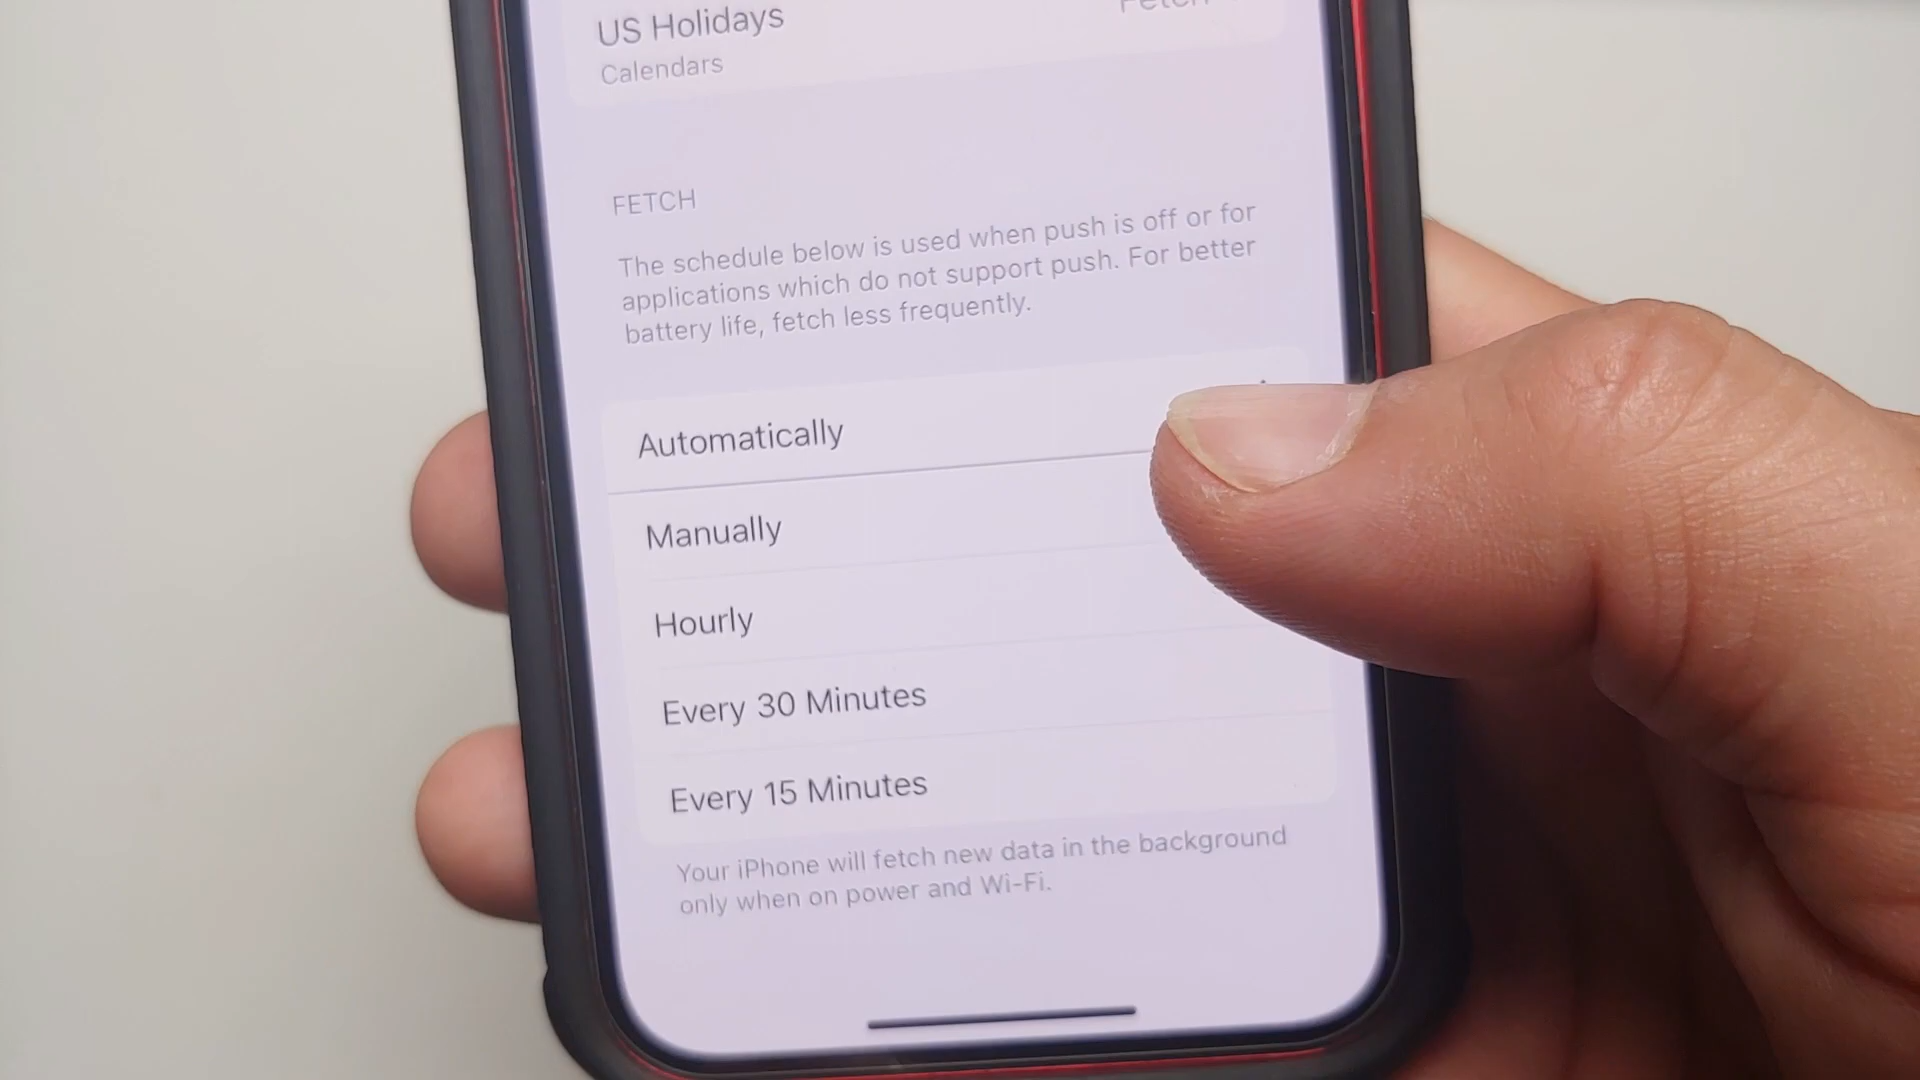 US Holidays
Fetch
Calendars
FETCH
The schedule below is used when push is off or for
applications which do not support push. For better
battery life, fetch less frequently.
Automatically
Manually
Hourly
Every 30 Minutes
Every 15 Minutes
Your iPhone will fetch new data in the background
only when on power and Wi-Fi.